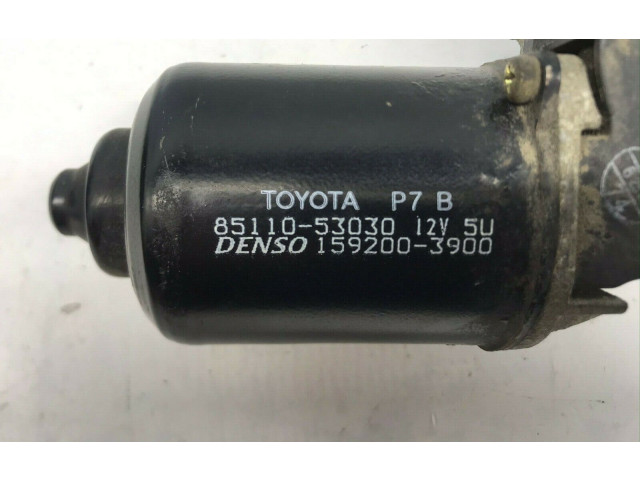 TOYOTA P7 B
85110-53030 12V 5U
DENSO 159200-3900